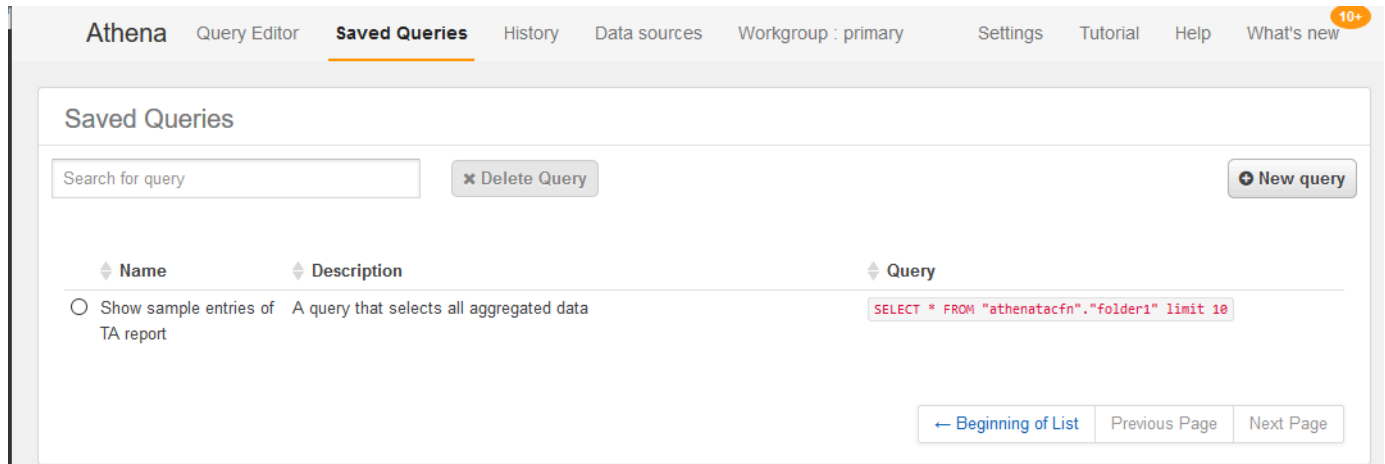 10+
Athena Query Editor Saved Queries History Data sources Workgroup : primary Settings Tutorial Help What's new
Saved Queries
Search for query Delete Query New query
Name Description Query
Show sample entries of A query that selects all aggregated data SELECT * FROM "athenatacfn"."folder1" limit 10
TA report
← Beginning of List Previous Page Next Page